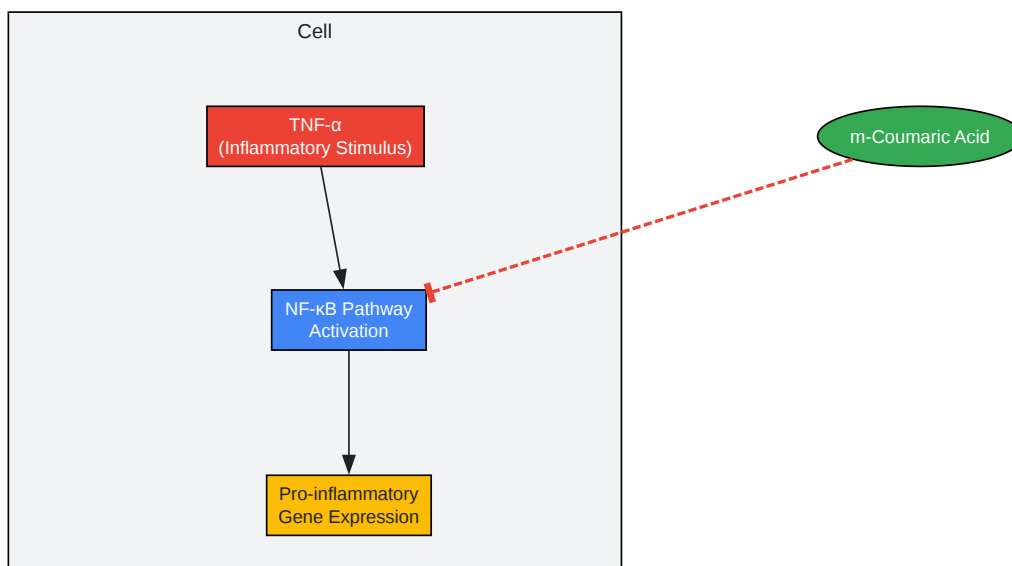 Cell
TNF-α
(Inflammatory Stimulus)
m-Coumaric Acid
NF-κB Pathway
Activation
Pro-inflammatory
Gene Expression